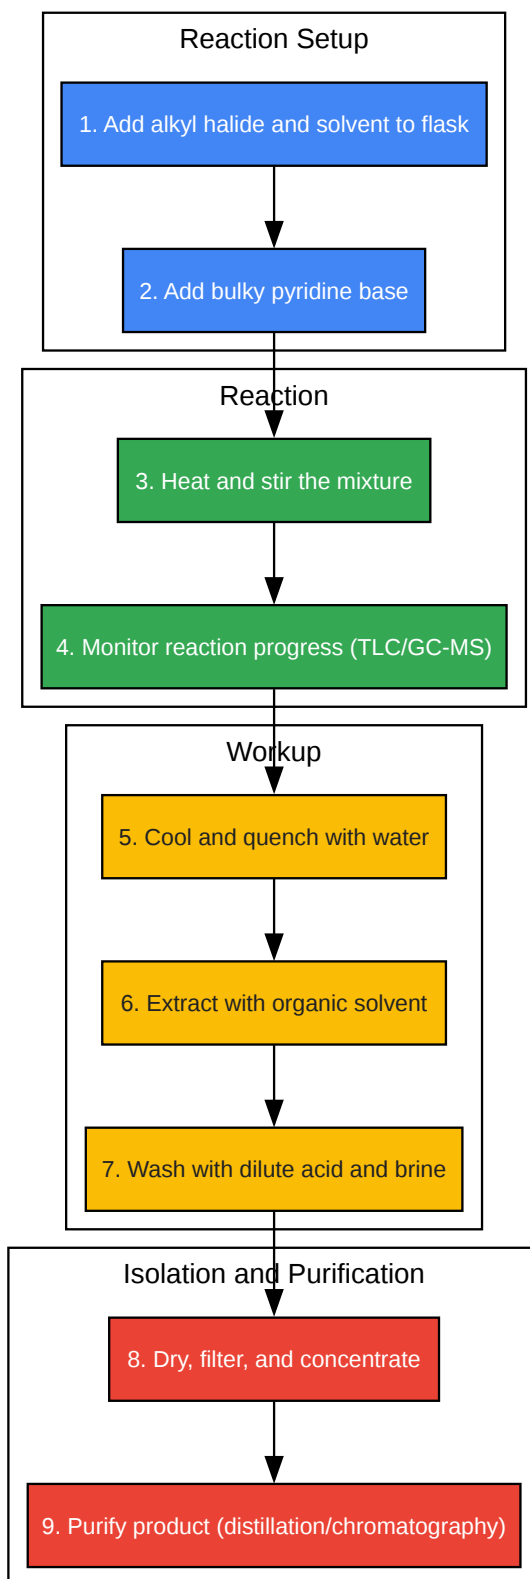 Reaction Setup
1. Add alkyl halide and solvent to flask
2. Add bulky pyridine base
Reaction
3. Heat and stir the mixture
4. Monitor reaction progress (TLC/GC-MS)
Workup
5. Cool and quench with water
6. Extract with organic solvent
7. Wash with dilute acid and brine
Isolation and Purification
8. Dry, filter, and concentrate
9. Purify product (distillation/chromatography)